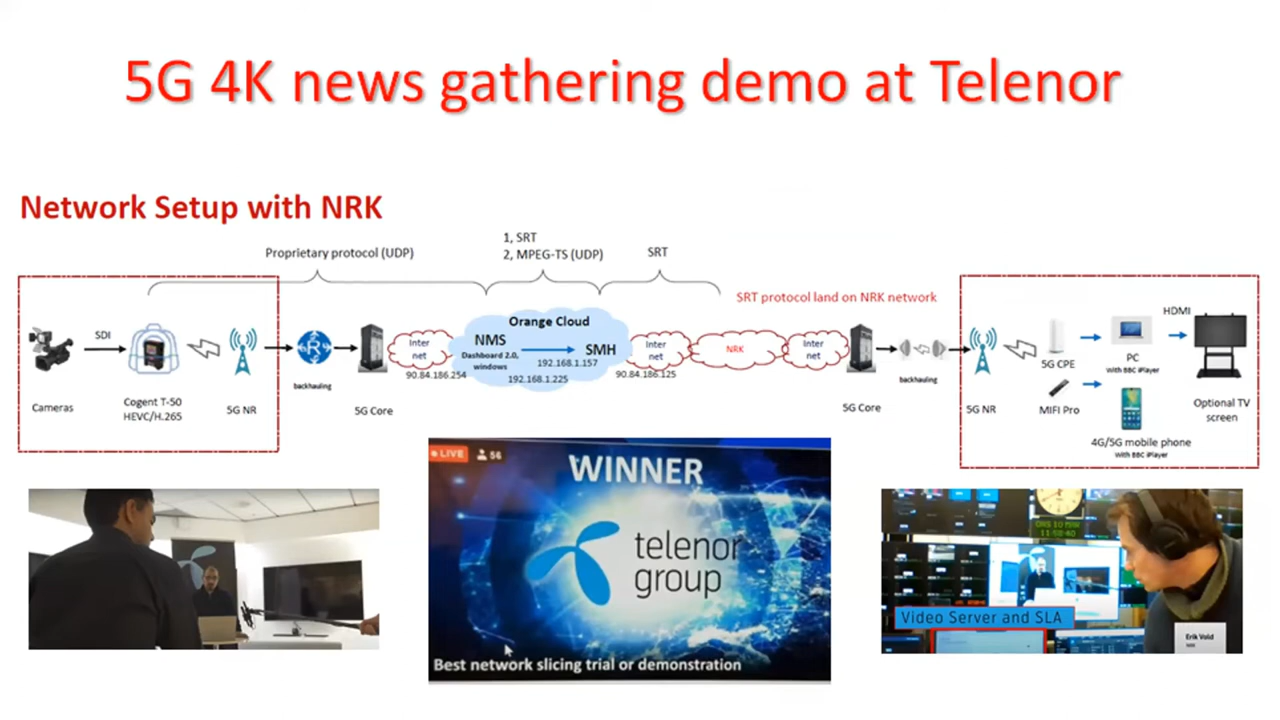 5G 4K news gathering demo at Telenor
Network Setup with NRK
Proprietary protocol (UDP)
1, SRT
2, MPEG-TS (UDP)
SRT
SRT protocol land on NRK network
SDI
Cameras
Cogent T-50
HEVC/H.265
5G NR
R
backhauling
5G Core
Inter
net
90.84.186.254
Orange Cloud
NMS
Dashboard 2.0,
windows
SMH
192.168.1.157
192.168.1.225
Inter
net
90.84.186.125
NRK
Inter
net
5G Core
backhauling
5G NR
5G CPE
MIFI Pro
HDMI
PC
With BBC iPlayer
4G/5G mobile phone
With BBC iPlayer
Optional TV
screen
LIVE
56
WINNER
telenor
group
Best network slicing trial or demonstration
11:58:40
Video Server and SLA
Erik Vold
NRK